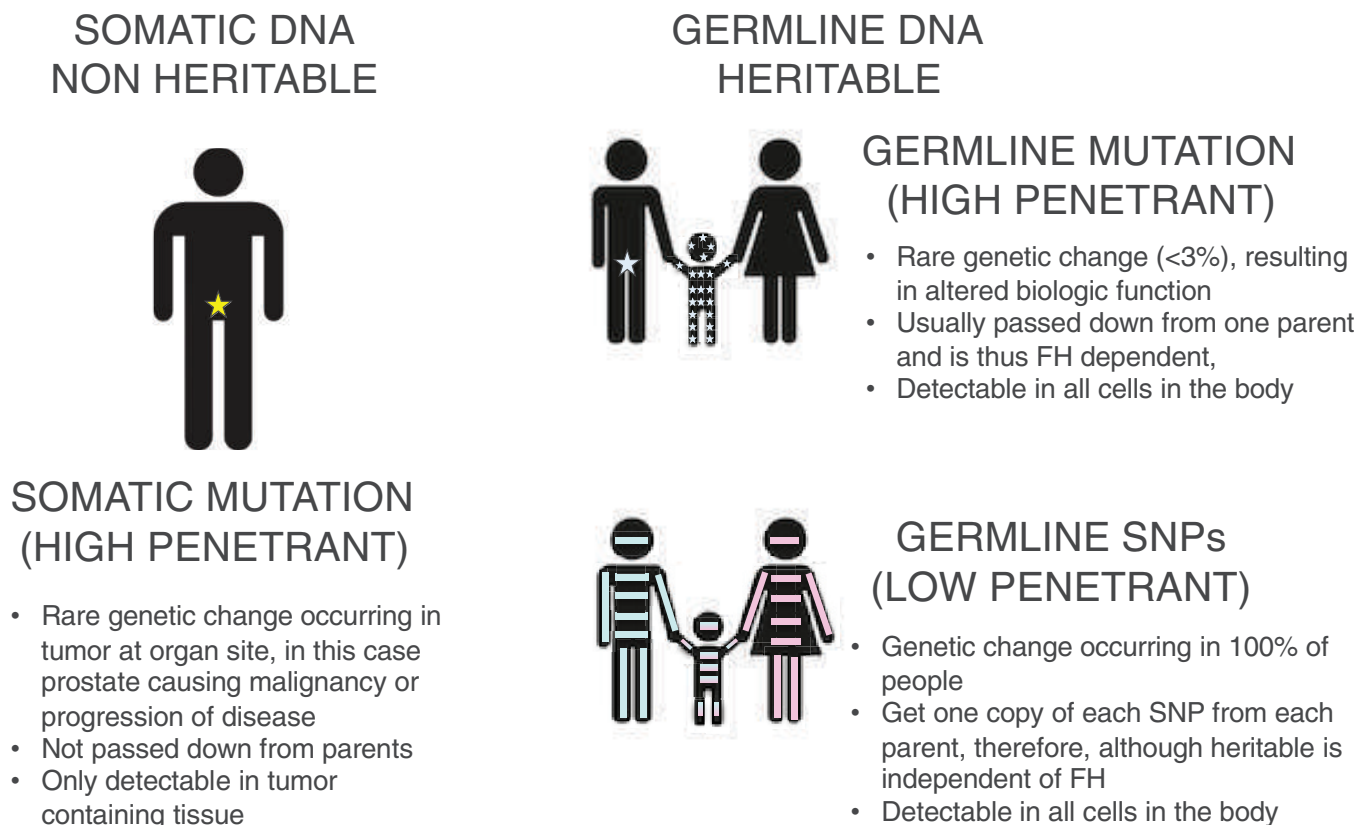 SOMATIC DNA
NON HERITABLE
SOMATIC MUTATION
(HIGH PENETRANT)
• Rare genetic change occurring in
tumor at organ site, in this case
prostate causing malignancy or
progression of disease
• Not passed down from parents
• Only detectable in tumor
containing tissue
GERMLINE DNA
HERITABLE
GERMLINE MUTATION
(HIGH PENETRANT)
• Rare genetic change (<3%), resulting
in altered biologic function
• Usually passed down from one parent
and is thus FH dependent,
• Detectable in all cells in the body
GERMLINE SNPs
(LOW PENETRANT)
• Genetic change occurring in 100% of
people
• Get one copy of each SNP from each
parent, therefore, although heritable is
independent of FH
• Detectable in all cells in the body